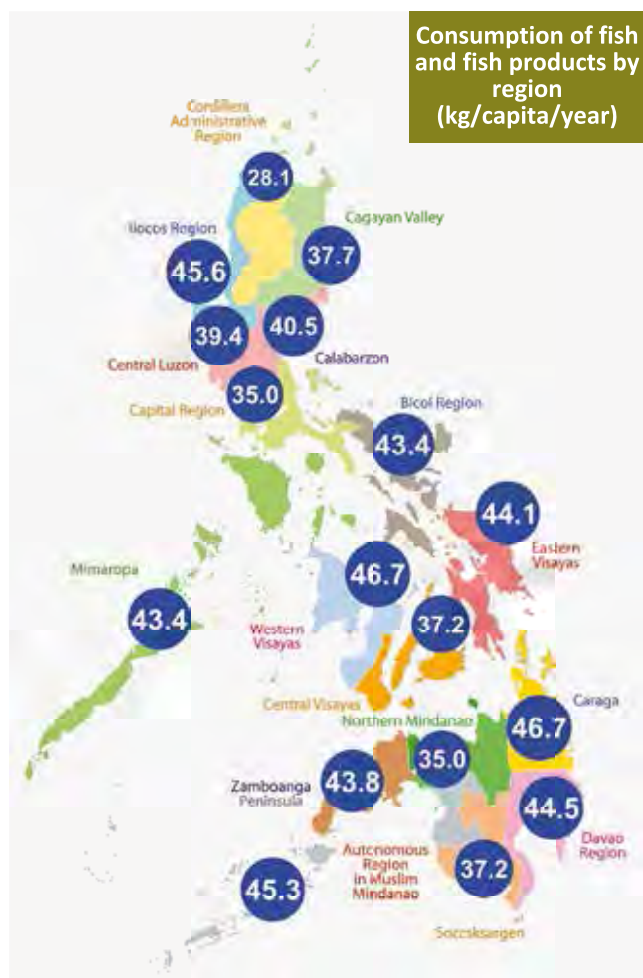 Consumption of fish
and fish products by
region
(kg/capita/year)
Cordillera
Administrative
Region
28.1
Ilocos Region
Cagayan Valley
45.6
37.7
39.4
40.5
Central Luzon
Calabarzon
35.0
Capital Region
Bicol Region
43.4
44.1
Eastern
Visayas
46.7
Mimaropa
43.4
37.2
Western
Visayas
Central Visayas
Caraga
Northern Mindanao
46.7
35.0
43.8
Zamboanga
Peninsula
44.5
Davao
Region
Autonomous
Region
in Muslim
Mindanao
45.3
37.2
Soccsksargen